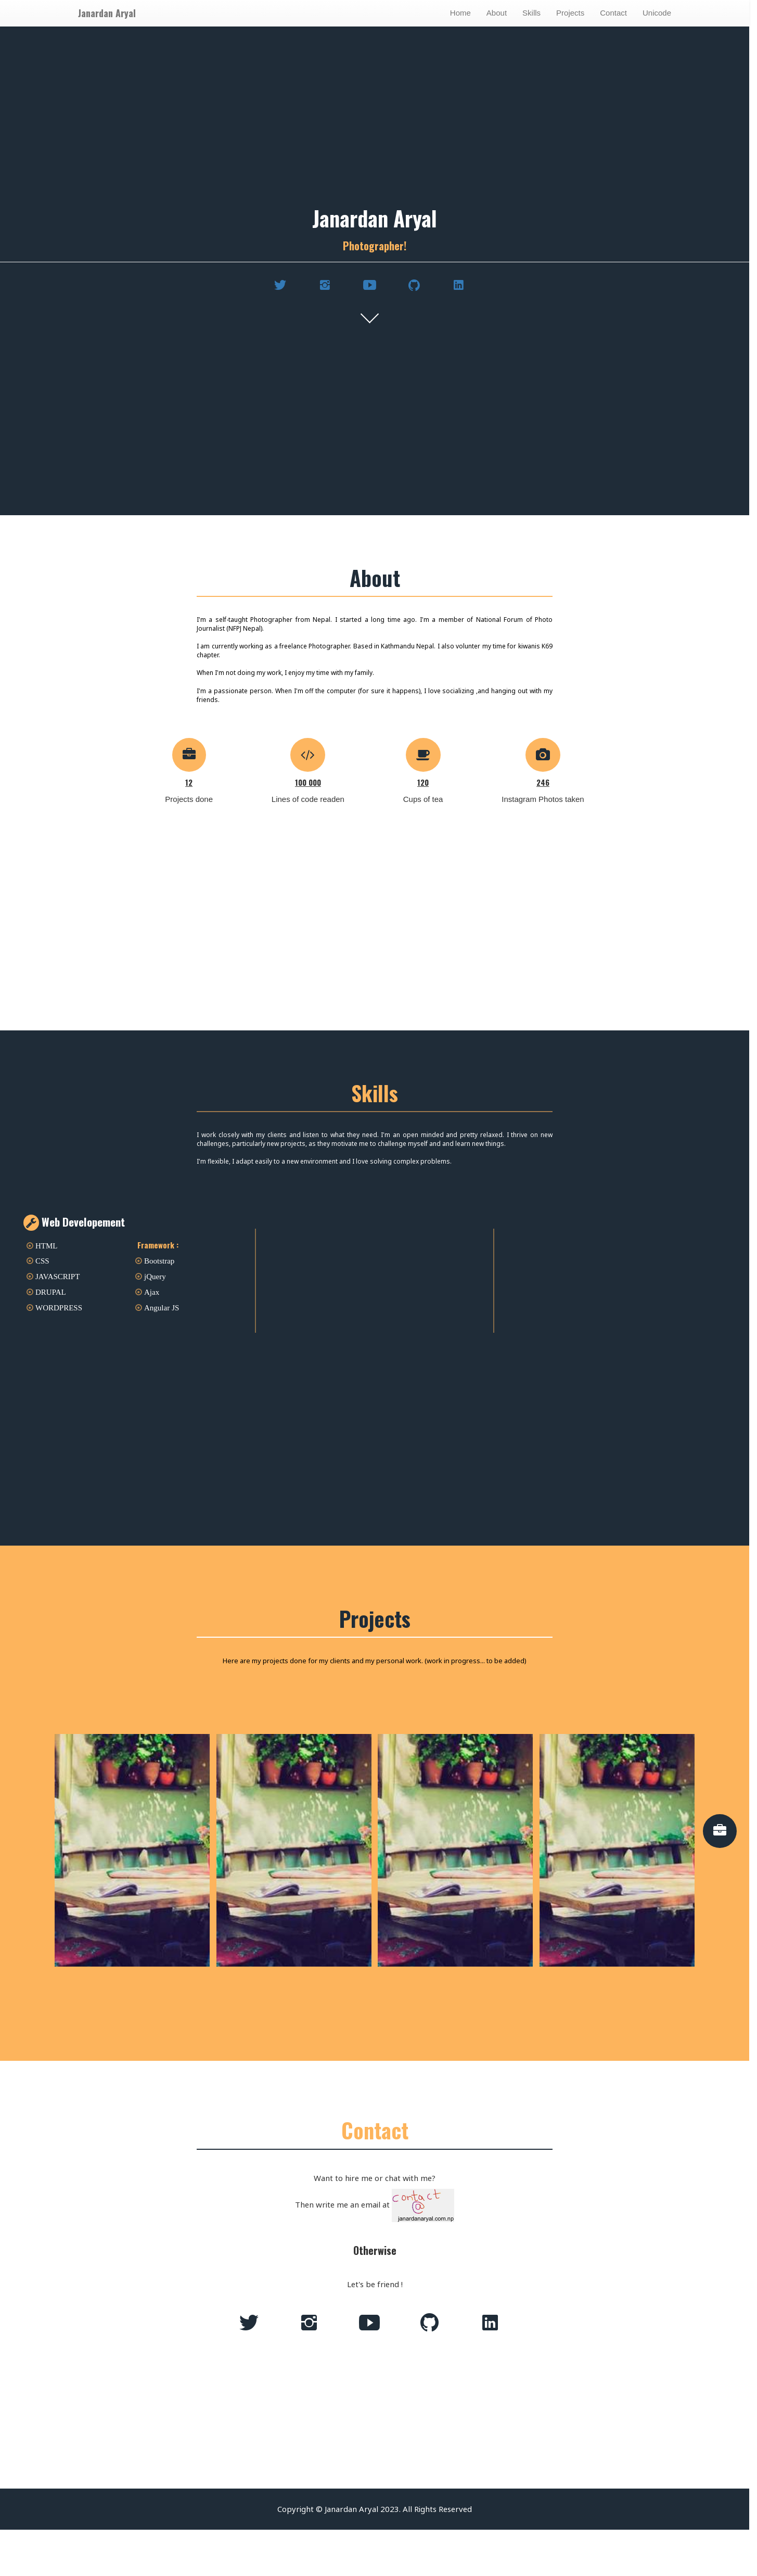 Janardan Aryal
Home About Skills Projects Contact Unicode
Janardan Aryal
Photographer!
About
I'm a self-taught Photographer from Nepal. I started a long time ago. I'm a member of National Forum of Photo
Journalist (NFPJ Nepal).
I am currently working as a freelance Photographer. Based in Kathmandu Nepal. I also volunter my time for kiwanis K69
chapter.
When I'm not doing my work, I enjoy my time with my family.
I'm a passionate person. When I'm off the computer (for sure it happens), I love socializing ,and hanging out with my
friends.
12 100 000 120 246
Projects done Lines of code readen Cups of tea Instagram Photos taken
Skills
I work closely with my clients and listen to what they need. I'm an open minded and pretty relaxed. I thrive on new
challenges, particularly new projects, as they motivate me to challenge myself and and learn new things.
I'm flexible, I adapt easily to a new environment and I love solving complex problems.
Web Developement
HTML
CSS
JAVASCRIPT
DRUPAL
WORDPRESS
Framework :
Bootstrap
jQuery
Ajax
Angular JS
Projects
Here are my projects done for my clients and my personal work. (work in progress... to be added)
Contact
Want to hire me or chat with me?
Then write me an email at contact
@
janardanaryal.com.np
Otherwise
Let's be friend !
Copyright © Janardan Aryal 2023. All Rights Reserved